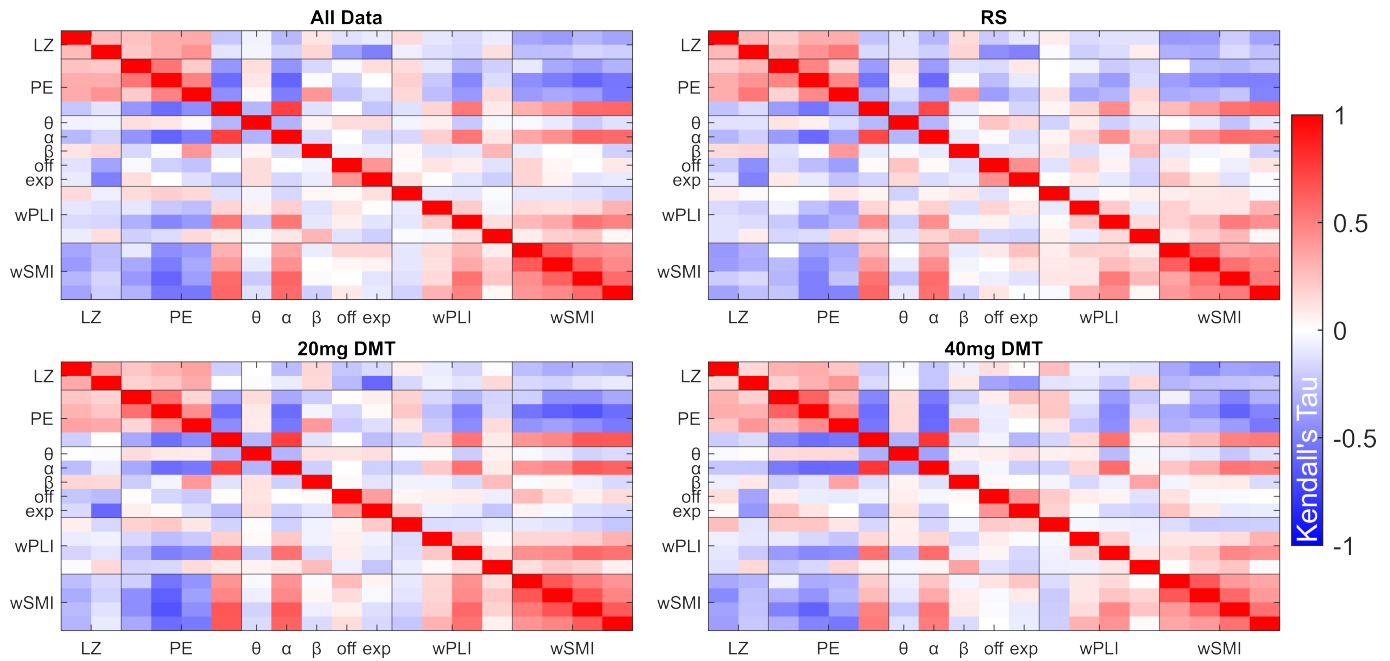 All Data
LZ
PE
θ
α
β
off
exp
wPLI
wSMI
LZ PE θ α β off exp wPLI wSMI
RS
LZ
PE
θ
α
β
off
exp
wPLI
wSMI
LZ PE θ α β off exp wPLI wSMI
20mg DMT
LZ
PE
θ
α
β
off
exp
wPLI
wSMI
LZ PE θ α β off exp wPLI wSMI
40mg DMT
LZ
PE
θ
α
β
off
exp
wPLI
wSMI
LZ PE θ α β off exp wPLI wSMI
1
0.5
0
-0.5
-1
Kendall's Tau